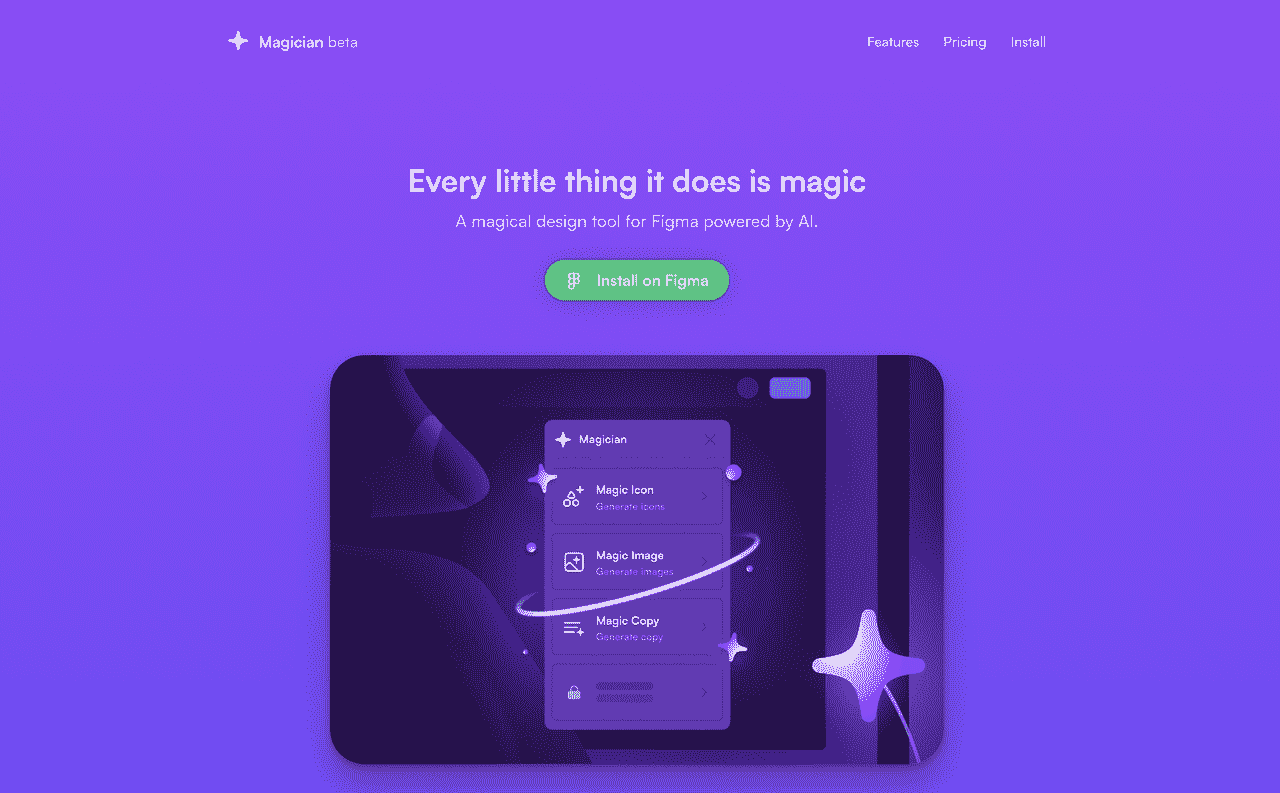 Magician beta
Features
Pricing
Install
Every little thing it does is magic
A magical design tool for Figma powered by AI.
Install on Figma
Magician
Magic Icon
Generate icons
Magic Image
Generate images
Magic Copy
Generate copy